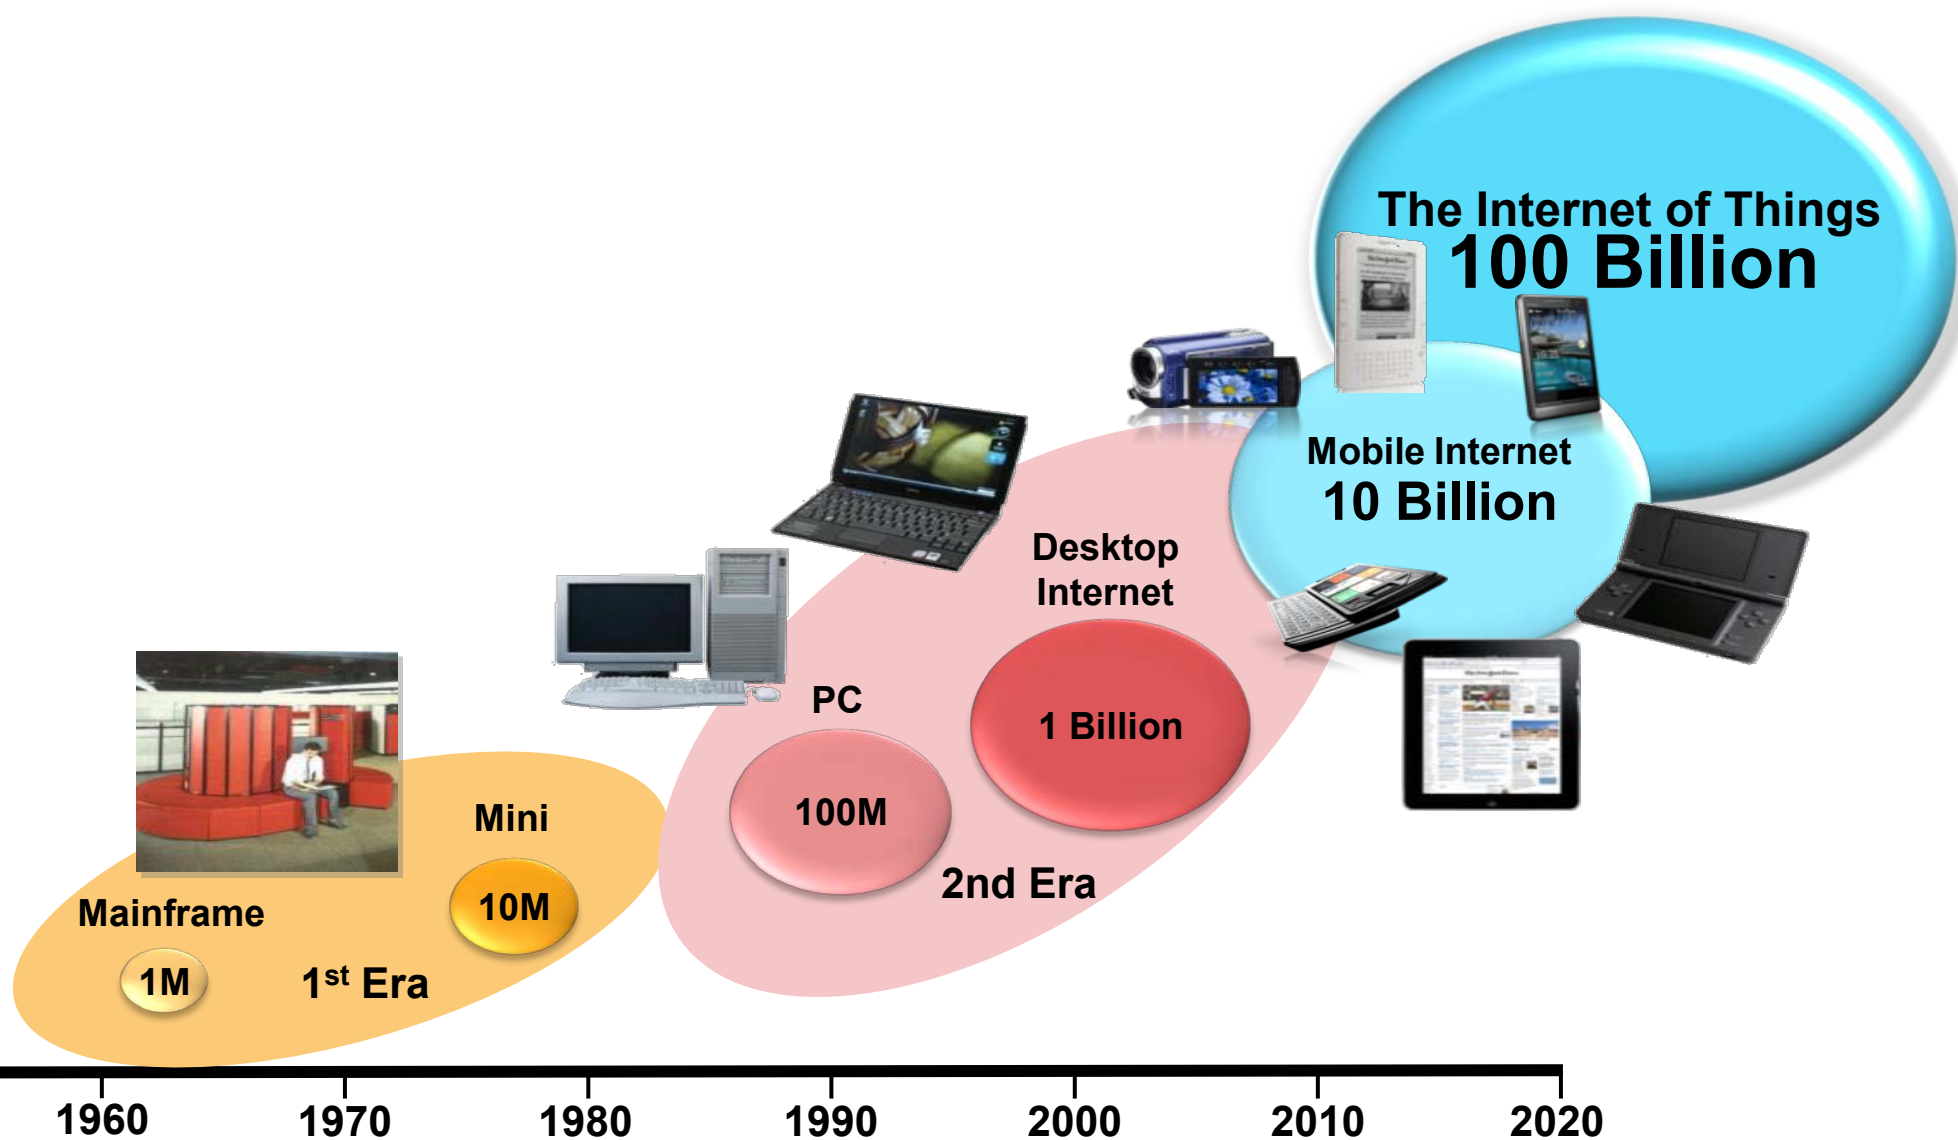 The Internet of Things
100 Billion
Mobile Internet
10 Billion
Desktop
Internet
1 Billion
PC
100M
2nd Era
Mini
10M
Mainframe
1M
1st Era
1960
1970
1980
1990
2000
2010
2020